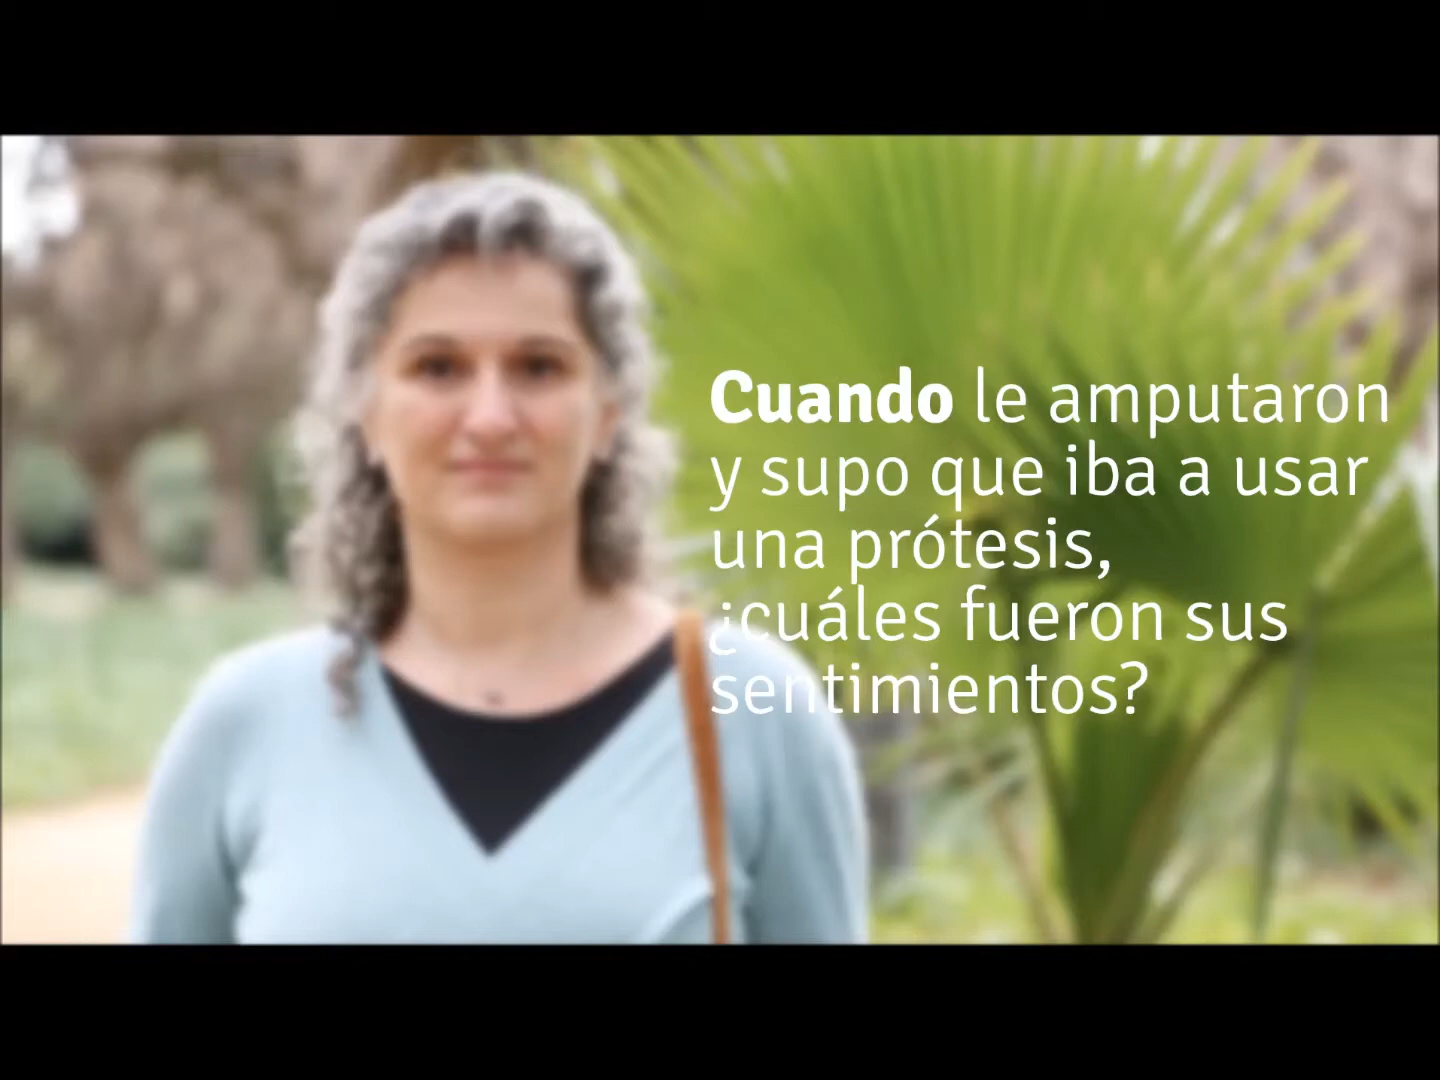 Cuando le amputaron
y supo que iba a usar
una prótesis,
¿cuáles fueron sus
sentimientos?